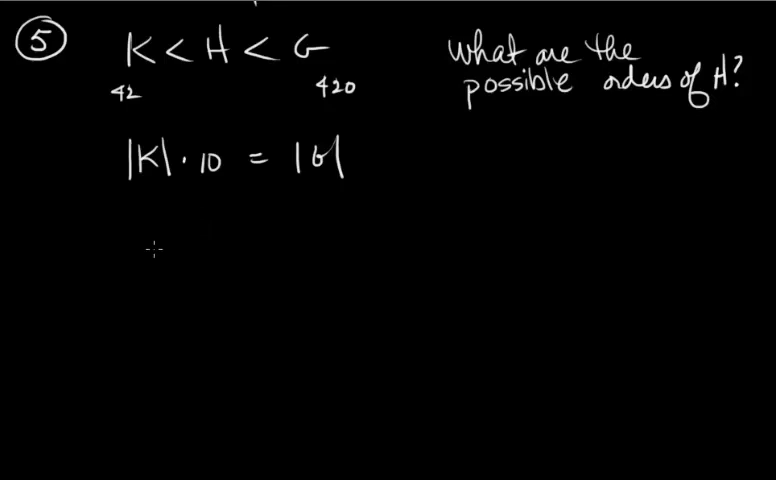 ⑤ K < H < G
42 420
What are the
possible orders of H?
|K| · 10 = |G|